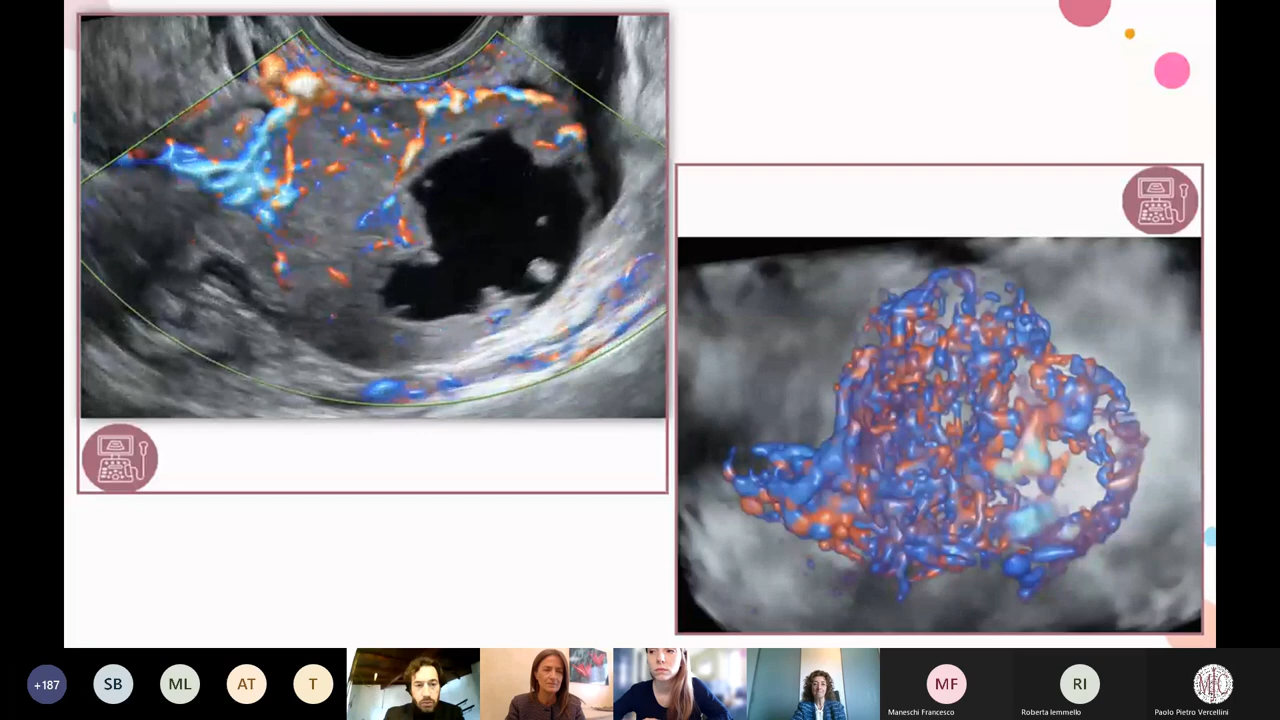 +187
SB
ML
AT
T
MF
RI
Maneschi Francesco
Roberta Iemmello
Paolo Pietro Vercellini